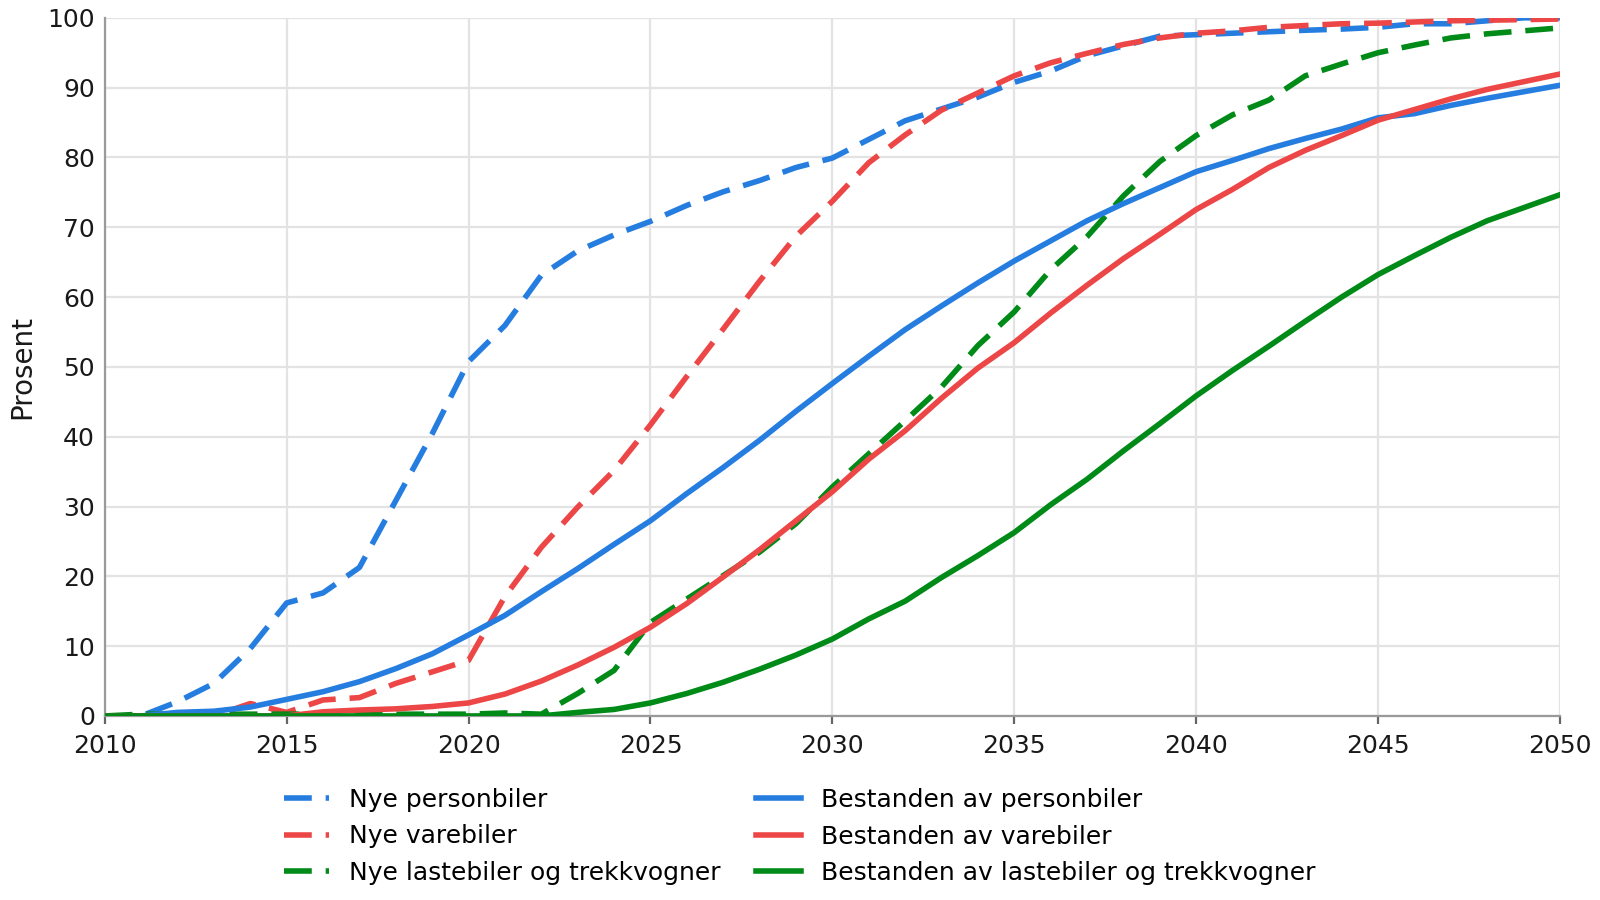 100
90
80
70
60
50
40
30
20
10
0
Prosent
2010 2015 2020 2025 2030 2035 2040 2045 2050
Nye personbiler
Nye varebiler
Nye lastebiler og trekkvogner
Bestanden av personbiler
Bestanden av varebiler
Bestanden av lastebiler og trekkvogner